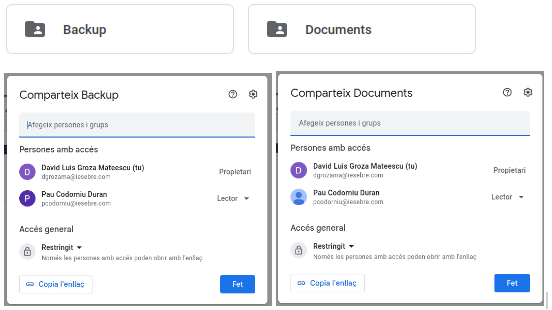 Backup
Documents
Comparteix Backup
Afegeix persones i grups
Persones amb accés
D
David Luis Groza Mateescu (tu)
dgrozama@iesebre.com
Propietari
P
Pau Codorniu Duran
pcodorniu@iesebre.com
Lector
Accés general
Restringit
Només les persones amb accés poden obrir amb l'enllaç
Copia l'enllaç
Fet
Comparteix Documents
Afegeix persones i grups
Persones amb accés
D
David Luis Groza Mateescu (tu)
dgrozama@iesebre.com
Propietari
Pau Codorniu Duran
pcodorniu@iesebre.com
Lector
Accés general
Restringit
Només les persones amb accés poden obrir amb l'enllaç
Copia l'enllaç
Fet